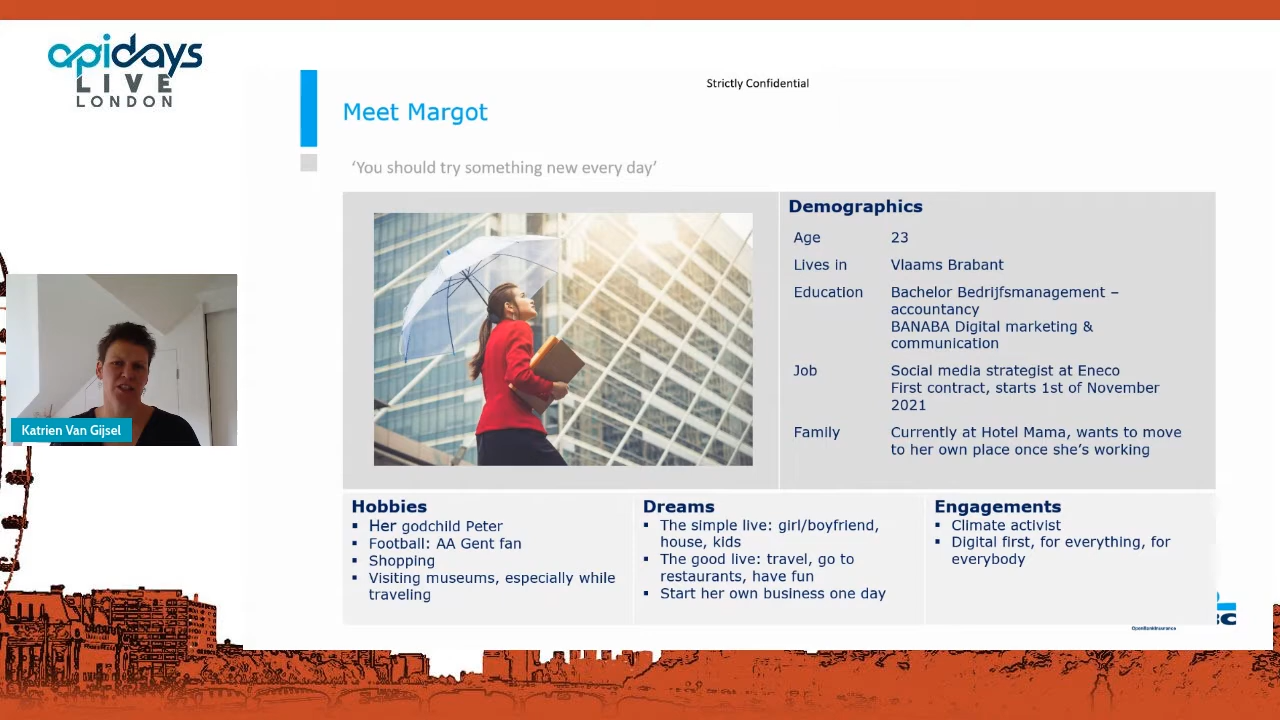 apidays
LIVE
LONDON
Strictly Confidential
Meet Margot
‘You should try something new every day’
Demographics
Age 23
Lives in Vlaams Brabant
Education Bachelor Bedrijfsmanagement –
accountancy
BANABA Digital marketing &
communication
Job Social media strategist at Eneco
First contract, starts 1st of November
2021
Family Currently at Hotel Mama, wants to move
to her own place once she’s working
Katrien Van Gijsel
Hobbies
▪ Her godchild Peter
▪ Football: AA Gent fan
▪ Shopping
▪ Visiting museums, especially while
traveling
Dreams
▪ The simple live: girl/boyfriend,
house, kids
▪ The good live: travel, go to
restaurants, have fun
▪ Start her own business one day
Engagements
▪ Climate activist
▪ Digital first, for everything, for
everybody